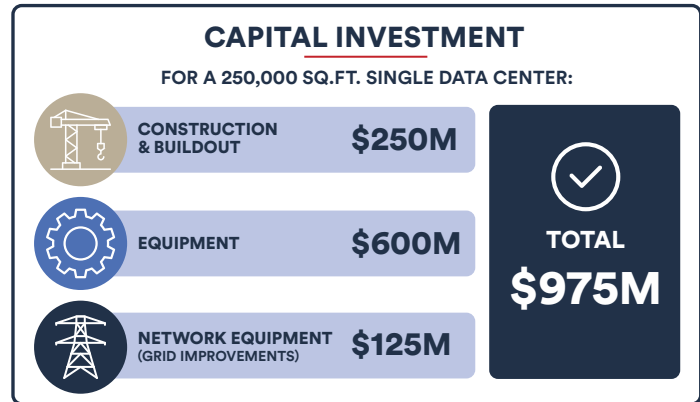 CAPITAL INVESTMENT
FOR A 250,000 SQ.FT. SINGLE DATA CENTER:
CONSTRUCTION
& BUILDOUT
$250M
EQUIPMENT
$600M
NETWORK EQUIPMENT
(GRID IMPROVEMENTS)
$125M
TOTAL
$975M